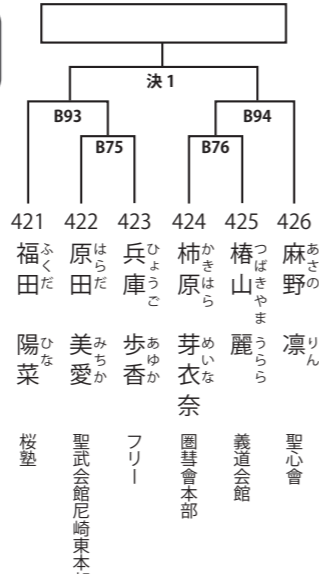 決1
B93
B94
B75
B76
421
422
423
424
425
426
福田 陽菜
ふくだ ひな
桜塾
原田 美愛
はらだ みちか
聖武会館尼崎東本部
兵庫 歩香
ひょうご あゆか
フリー
柿原 芽衣奈
かきはら めいな
圏彗會本部
椿山 麗
つばきやま うらら
義道会館
麻野 凛
あさの りん
聖心會